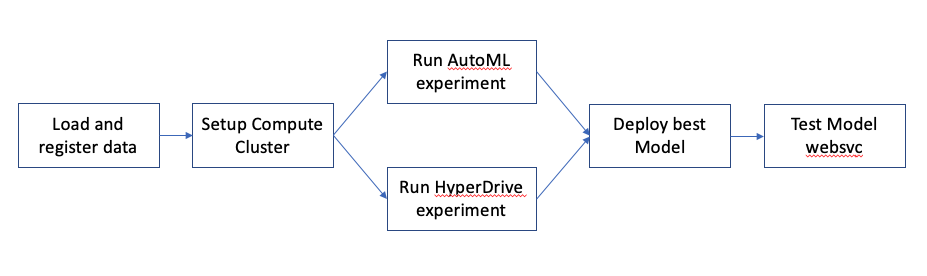 Load and
register data
Setup Compute
Cluster
Run AutoML
experiment
Run HyperDrive
experiment
Deploy best
Model
Test Model
websvc